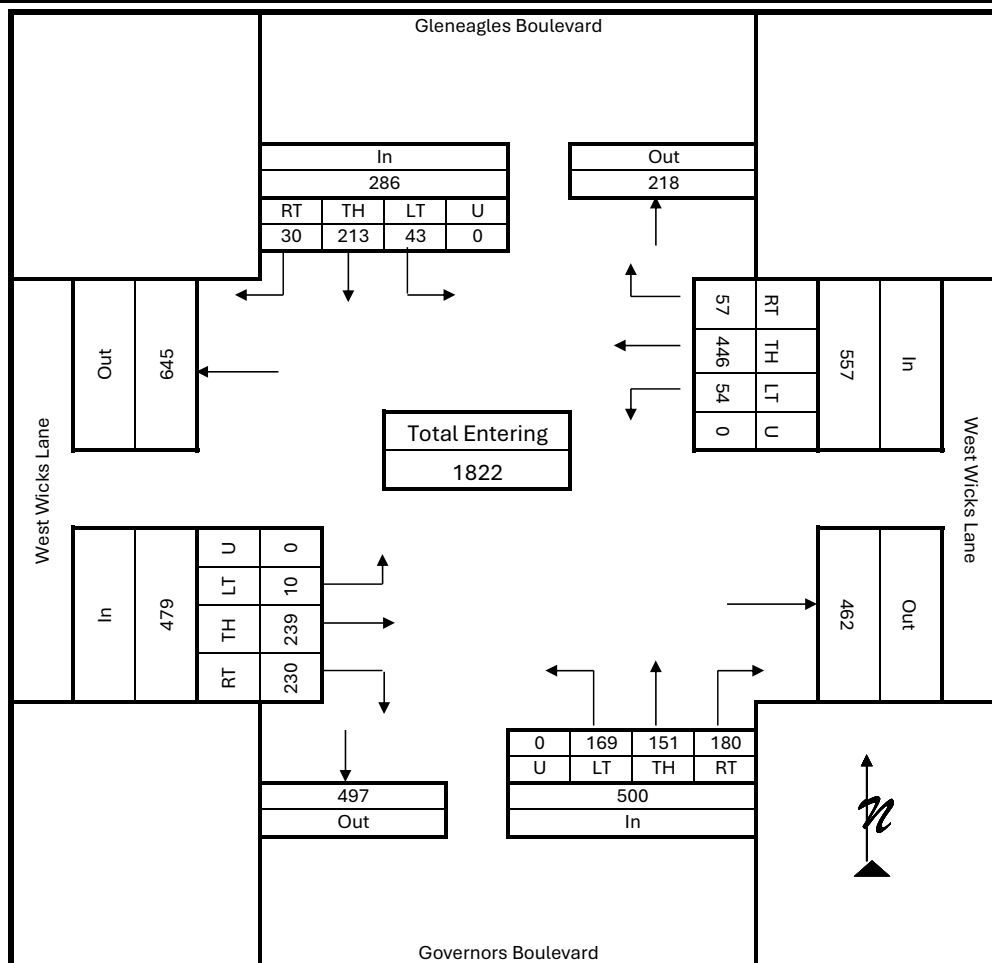 Gleneagles Boulevard
In
286
RT TH LT U
30 213 43 0
Out
218
Out
645
West Wicks Lane
57 RT
446 TH
54 LT
0 U
557
In
West Wicks Lane
Total Entering
1822
In
479
U 0
LT 10
TH 239
RT 230
462
Out
497
Out
0 169 151 180
U LT TH RT
500
In
N
Governors Boulevard